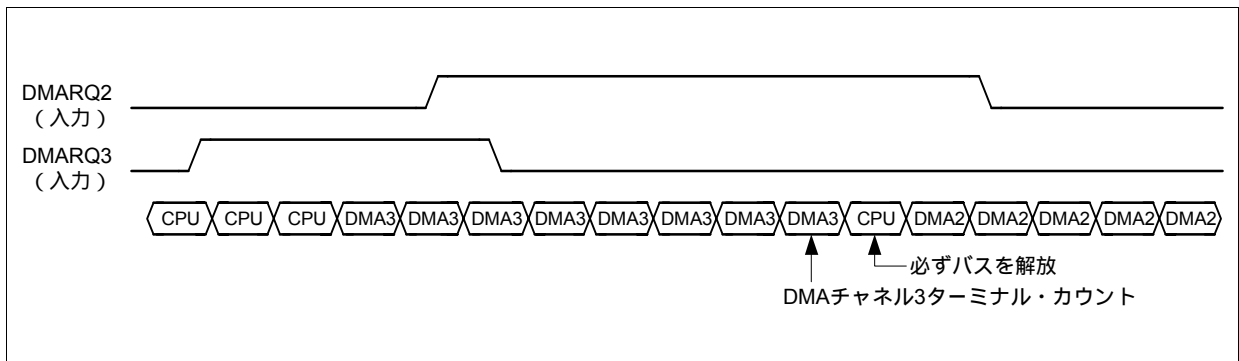 DMARQ2
（入力）
DMARQ3
（入力）
CPU CPU CPU DMA3 DMA3 DMA3 DMA3 DMA3 DMA3 DMA3 DMA3 CPU DMA2 DMA2 DMA2 DMA2 DMA2
必ずバスを解放
DMAチャネル3ターミナル・カウント